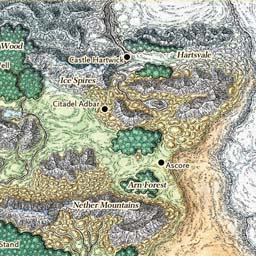 Castle Hartwick
Hartsvale
Wood
ell
Ice Spires
Citadel Adbar
Ascore
Arn Forest
Nether Mountains
Stand